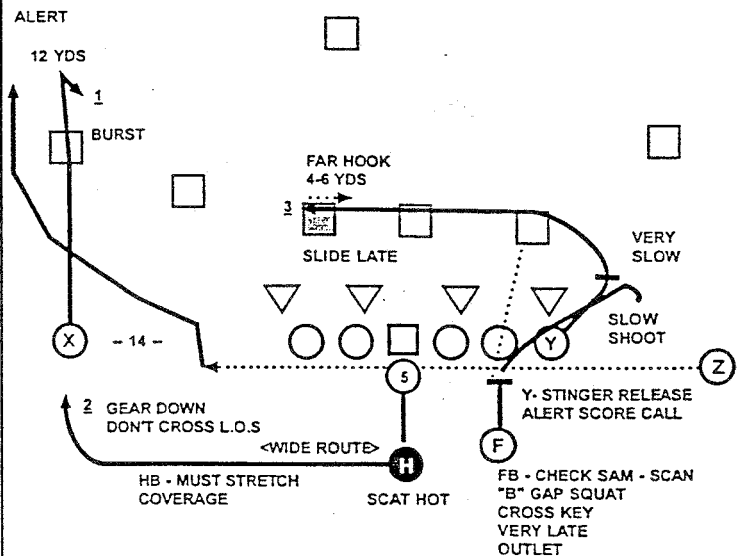 ALERT
12 YDS
1
BURST
FAR HOOK
4-6 YDS
3
SLIDE LATE
VERY
SLOW
SLOW
SHOOT
X
- 14 -
Y
Z
5
2 GEAR DOWN
DON'T CROSS L.O.S
Y- STINGER RELEASE
ALERT SCORE CALL
<WIDE ROUTE>
H
F
HB - MUST STRETCH
COVERAGE
SCAT HOT
FB - CHECK SAM - SCAN
"B" GAP SQUAT
CROSS KEY
VERY LATE
OUTLET